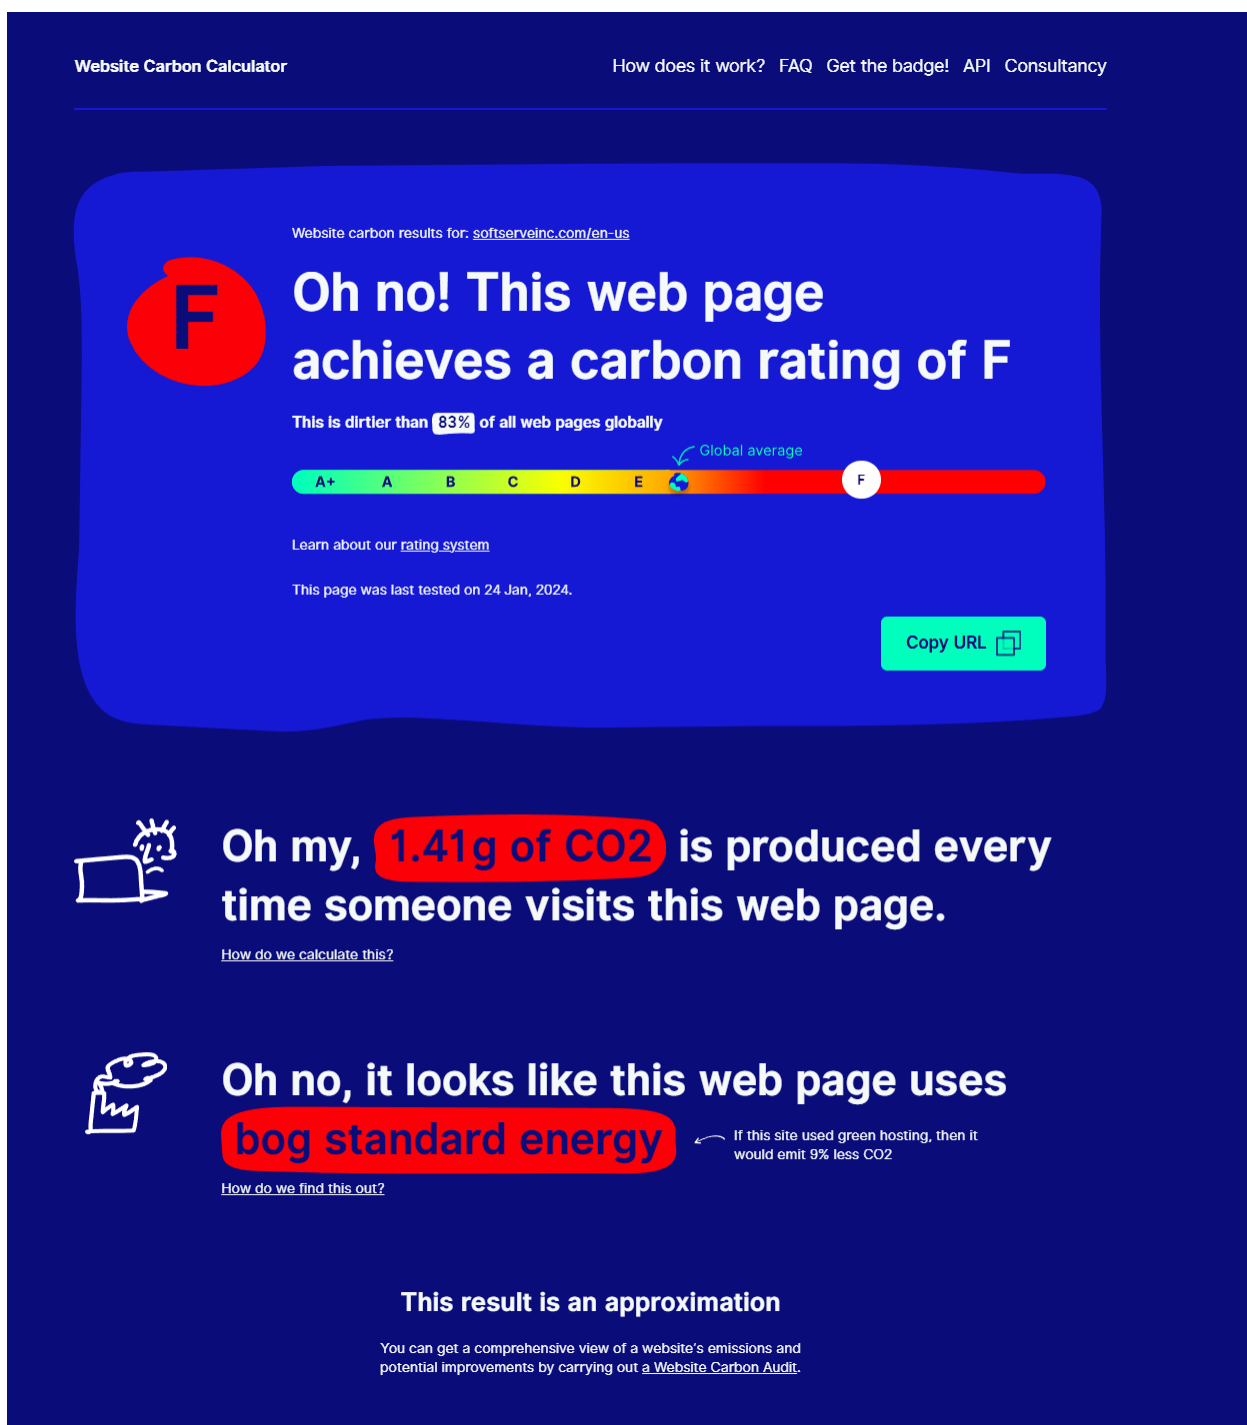 Website Carbon Calculator
How does it work? FAQ Get the badge! API Consultancy
Website carbon results for: softserveinc.com/en-us
F
Oh no! This web page
achieves a carbon rating of F
This is dirtier than 83% of all web pages globally
Global average
A+ A B C D E F
Learn about our rating system
This page was last tested on 24 Jan, 2024.
Copy URL
Oh my, 1.41g of CO2 is produced every
time someone visits this web page.
How do we calculate this?
Oh no, it looks like this web page uses
bog standard energy
If this site used green hosting, then it
would emit 9% less CO2
How do we find this out?
This result is an approximation
You can get a comprehensive view of a website's emissions and
potential improvements by carrying out a Website Carbon Audit.